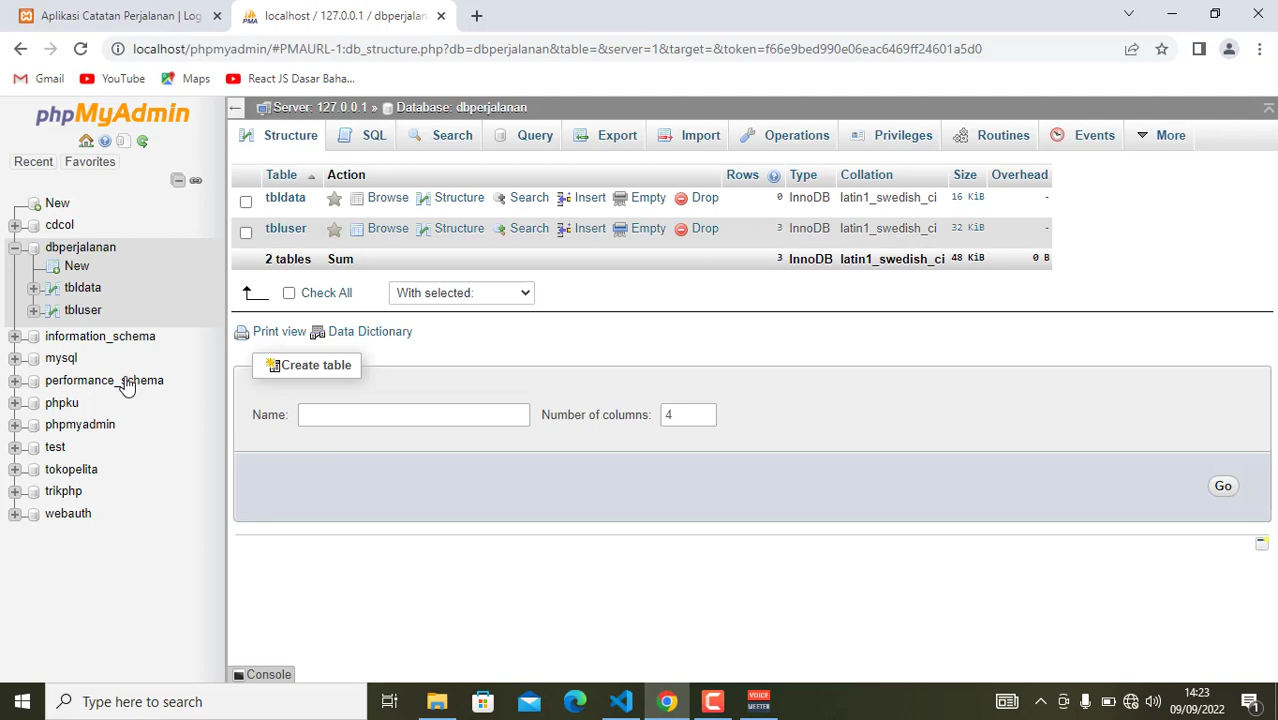 Aplikasi Catatan Perjalanan | Log
localhost / 127.0.0.1 / dbperjalan
localhost/phpmyadmin/#PMAURL-1:db_structure.php?db=dbperjalanan&table=&server=1&target=&token=f66e9bed990e06eac6469ff24601a5d0
Gmail YouTube Maps React JS Dasar Baha...
phpMyAdmin
Recent Favorites
New
cdcol
dbperjalanan
New
tbldata
tbluser
information_schema
mysql
performance_schema
phpku
phpmyadmin
test
tokopelita
trikphp
webauth
Server: 127.0.0.1 » Database: dbperjalanan
Structure SQL Search Query Export Import Operations Privileges Routines Events More
Table Action Rows Type Collation Size Overhead
tbldata Browse Structure Search Insert Empty Drop 0 InnoDB latin1_swedish_ci 16 KiB -
tbluser Browse Structure Search Insert Empty Drop 3 InnoDB latin1_swedish_ci 32 KiB -
2 tables Sum 3 InnoDB latin1_swedish_ci 48 KiB 0 B
Check All With selected:
Print view Data Dictionary
Create table
Name: Number of columns: 4
Go
Console
Type here to search
VOICE
MEETER
14:23
09/09/2022
1